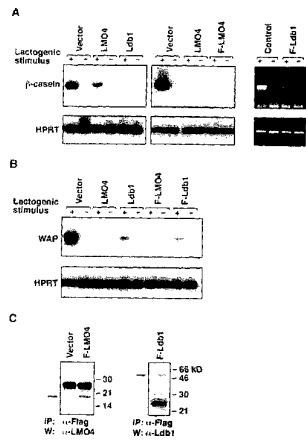 A
Lactogenic stimulus
Vector
LMO4
Ldb1
Vector
LMO4
F-LMO4
Control
F-Ldb1
+ - + - + -
+ - + - + -
+ - + -
β-casein
HPRT
B
Lactogenic stimulus
Vector
LMO4
Ldb1
F-LMO4
F-Ldb1
+ - + - + - + - + -
WAP
HPRT
C
Vector
F-LMO4
F-Ldb1
30
21
14
66 kD
46
30
21
IP: α-Flag
W: α-LMO4
IP: α-Flag
W: α-Ldb1